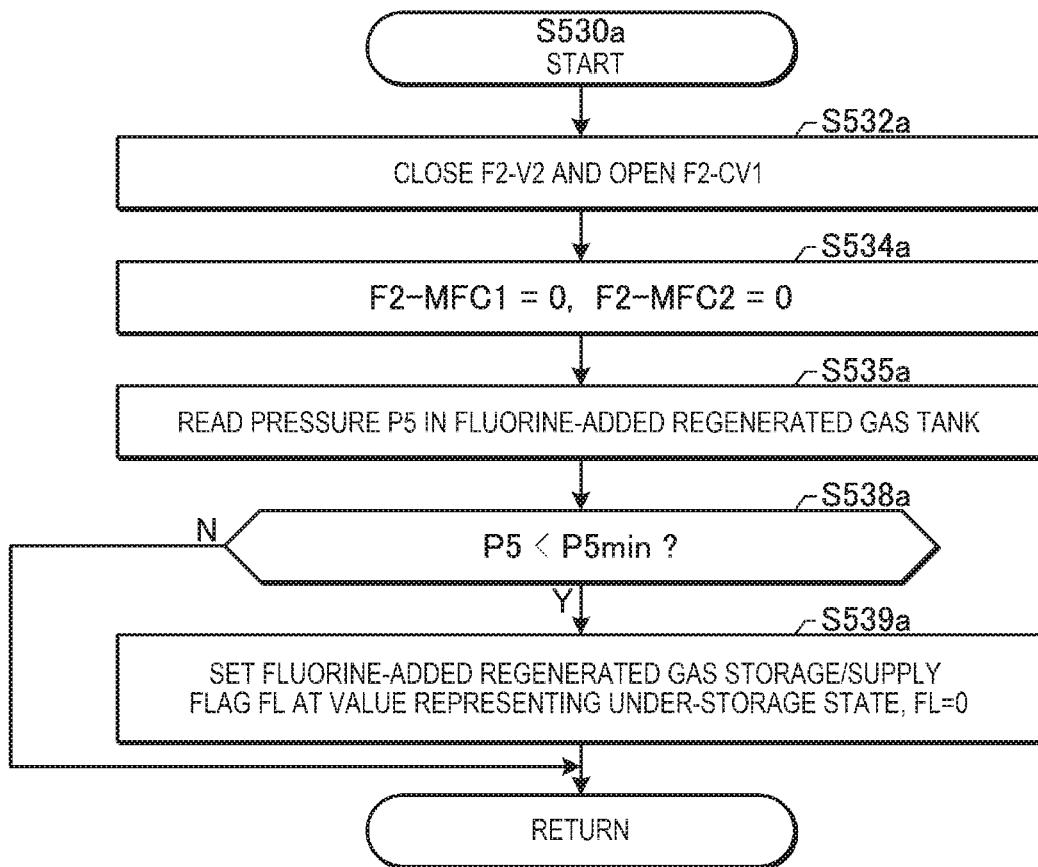 S530a
START
S532a
CLOSE F2-V2 AND OPEN F2-CV1
S534a
F2-MFC1 = 0, F2-MFC2 = 0
S535a
READ PRESSURE P5 IN FLUORINE-ADDED REGENERATED GAS TANK
S538a
N
P5 < P5min ?
Y
S539a
SET FLUORINE-ADDED REGENERATED GAS STORAGE/SUPPLY
FLAG FL AT VALUE REPRESENTING UNDER-STORAGE STATE, FL=0
RETURN